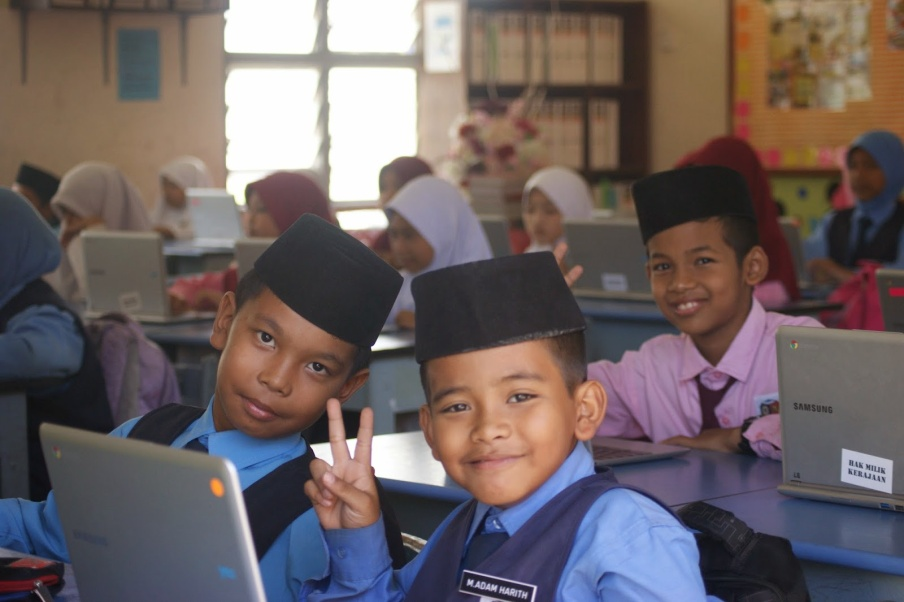 SAMSUNG
HAK MILIK
KERAJAAN
M.ADAM HARITH